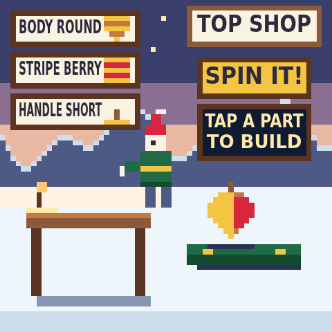 BODY ROUND
STRIPE BERRY
HANDLE SHORT
TOP SHOP
SPIN IT!
TAP A PART
TO BUILD